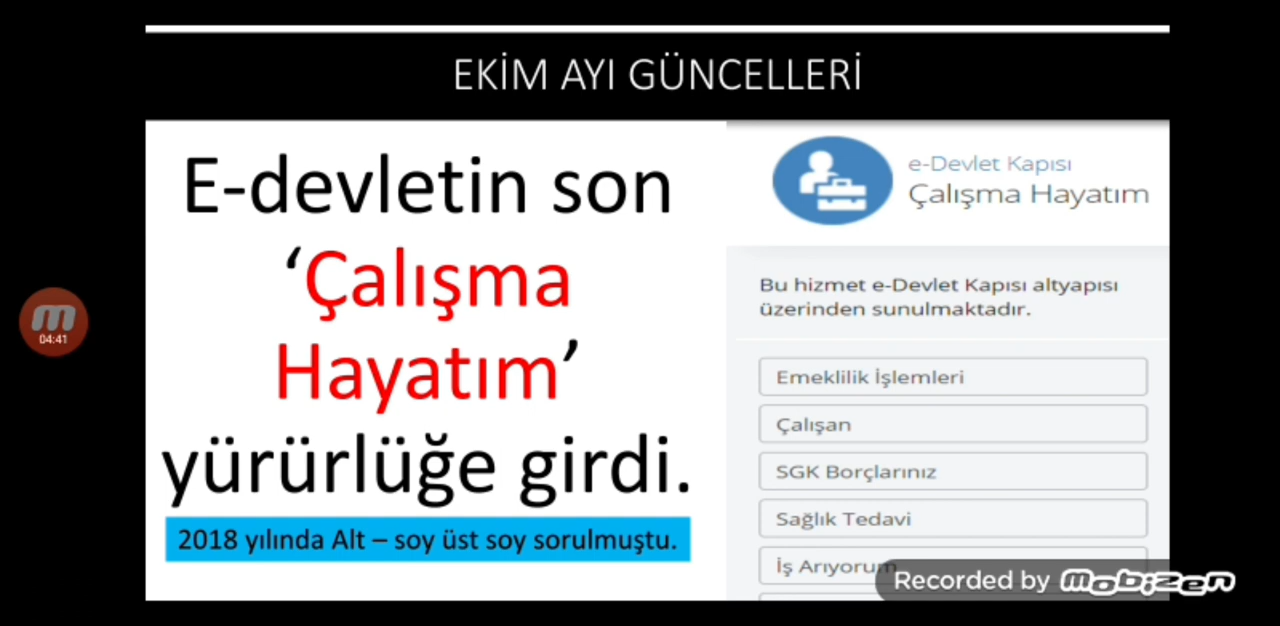 EKİM AYI GÜNCELLERİ
E-devletin son
‘Çalışma
Hayatım’
yürürlüğe girdi.
2018 yılında Alt – soy üst soy sorulmuştu.
e-Devlet Kapısı
Çalışma Hayatım
Bu hizmet e-Devlet Kapısı altyapısı
üzerinden sunulmaktadır.
Emeklilik İşlemleri
Çalışan
SGK Borçlarınız
Sağlık Tedavi
İş Arıyorum
m
04:41
Recorded by mobizen